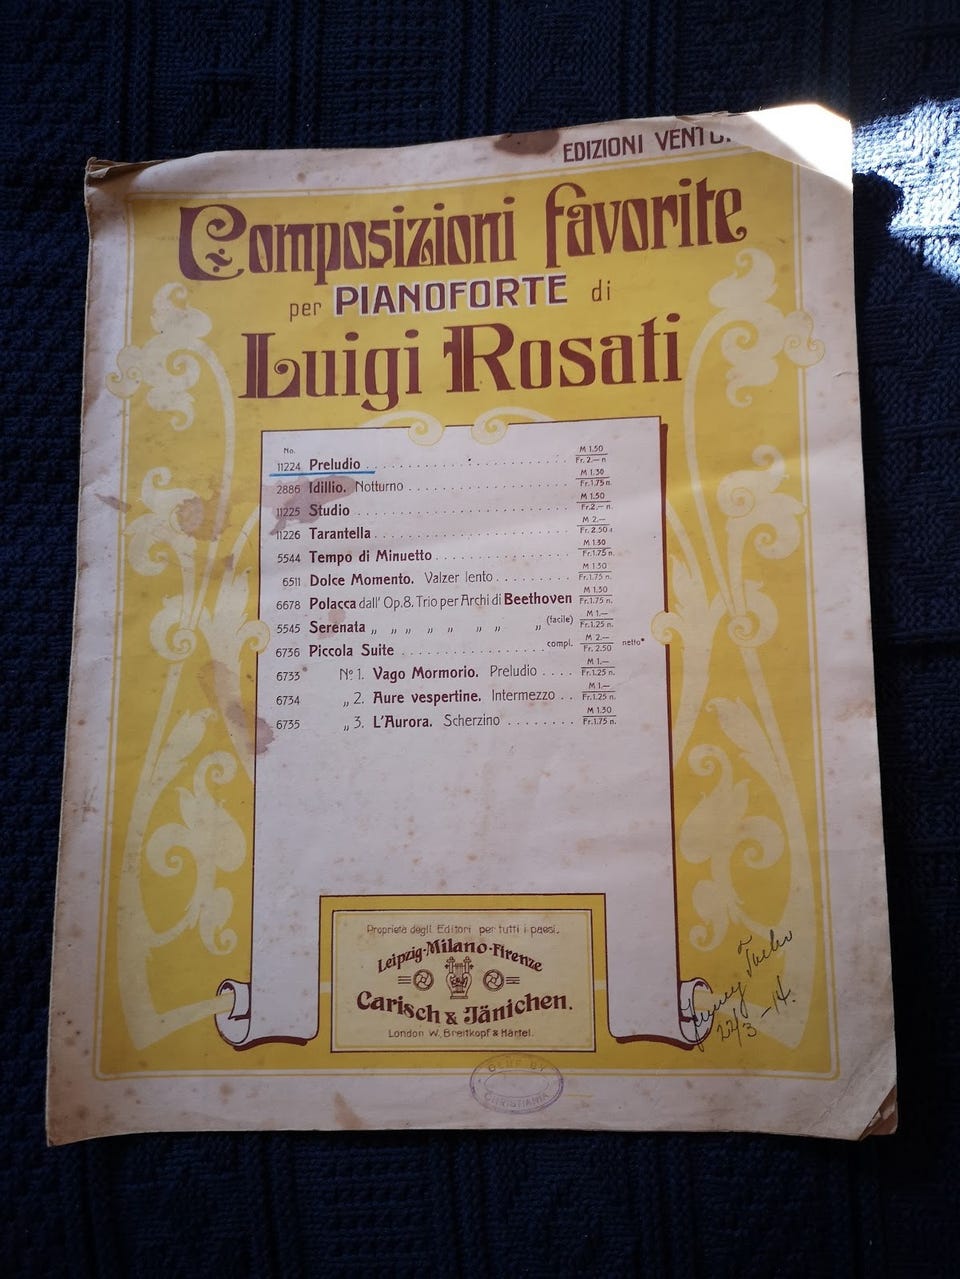 EDIZIONI
Composizioni favorite
per PIANOFORTE di
Luigi Rosati
No.
11224 Preludio . . . . . . . . . . M 1.50 Fr. 2.— n
2886 Idillio. Notturno . . . . . . . . . . M 1.30 Fr. 1.75 n.
11225 Studio . . . . . . . . . . M 1.50 Fr. 2.— n.
11226 Tarantella . . . . . . . . . . M 2.— Fr. 2.50
5544 Tempo di Minuetto . . . . . . . . . . M 1.30 Fr. 1.75 n.
6511 Dolce Momento. Valzer lento . . . . . . . . . M 1.30 Fr. 1.75 n.
6678 Polacca dall' Op. 8. Trio per Archi di Beethoven M 1.50 Fr. 1.75 n.
5545 Serenata „ „ „ „ „ „ „ „ (facile) M 1.— Fr. 1.25 n.
6736 Piccola Suite . . . . . . . . . . compl. M 2.— Fr. 2.50 netto*
6733* Nº 1. Vago Mormorio. Preludio . . . . M 1.— Fr. 1.25 n.
6734 „ 2. Aure vespertine. Intermezzo . . M 1.— Fr. 1.25 n.
6735 „ 3. L'Aurora. Scherzino . . . . . . . . M 1.30 Fr. 1.75 n.
Proprietà degli Editori per tutti i paesi.
Leipzig-Milano-Firenze
Carisch & Jänichen.
London W. Breitkopf & Härtel.
22/3 - 14.
CHRISTIANIA